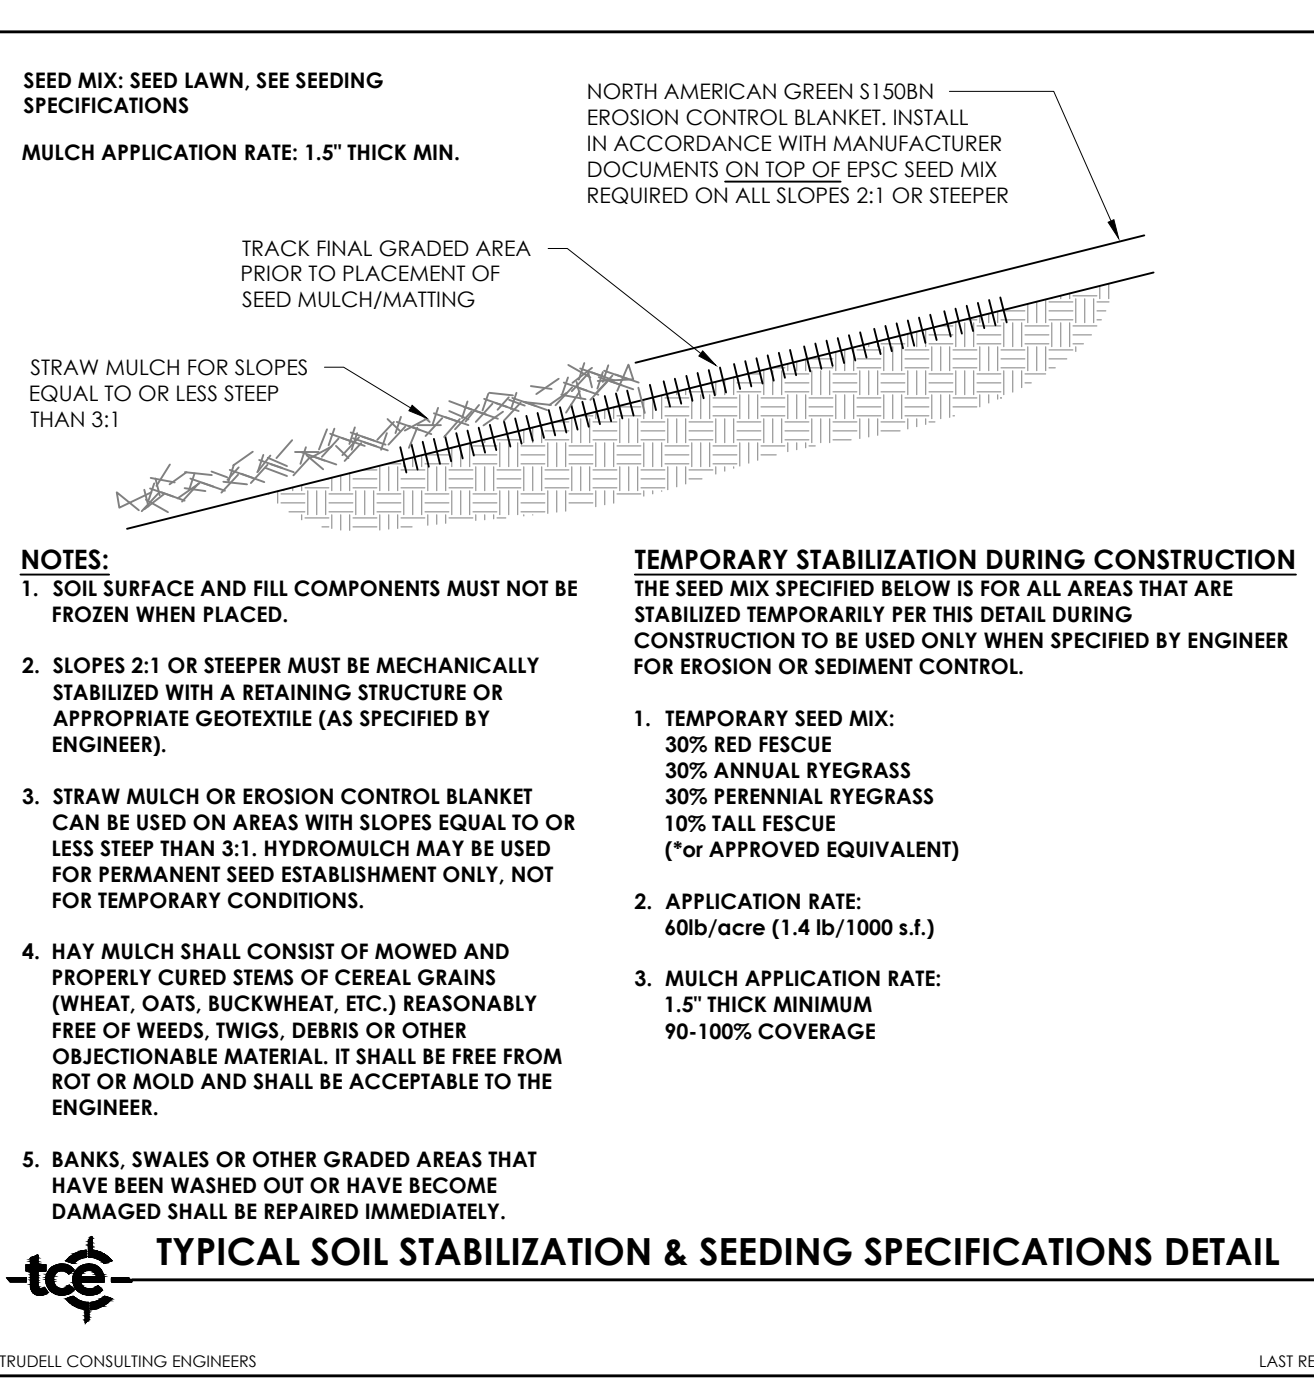 SEED MIX: SEED LAWN, SEE SEEDING
SPECIFICATIONS
MULCH APPLICATION RATE: 1.5" THICK MIN.
NORTH AMERICAN GREEN S150BN
EROSION CONTROL BLANKET. INSTALL
IN ACCORDANCE WITH MANUFACTURER
DOCUMENTS ON TOP OF EPSC SEED MIX
REQUIRED ON ALL SLOPES 2:1 OR STEEPER
TRACK FINAL GRADED AREA
PRIOR TO PLACEMENT OF
SEED MULCH/MATTING
STRAW MULCH FOR SLOPES
EQUAL TO OR LESS STEEP
THAN 3:1
NOTES:
1. SOIL SURFACE AND FILL COMPONENTS MUST NOT BE
FROZEN WHEN PLACED.
2. SLOPES 2:1 OR STEEPER MUST BE MECHANICALLY
STABILIZED WITH A RETAINING STRUCTURE OR
APPROPRIATE GEOTEXTILE (AS SPECIFIED BY
ENGINEER).
3. STRAW MULCH OR EROSION CONTROL BLANKET
CAN BE USED ON AREAS WITH SLOPES EQUAL TO OR
LESS STEEP THAN 3:1. HYDROMULCH MAY BE USED
FOR PERMANENT SEED ESTABLISHMENT ONLY, NOT
FOR TEMPORARY CONDITIONS.
4. HAY MULCH SHALL CONSIST OF MOWED AND
PROPERLY CURED STEMS OF CEREAL GRAINS
(WHEAT, OATS, BUCKWHEAT, ETC.) REASONABLY
FREE OF WEEDS, TWIGS, DEBRIS OR OTHER
OBJECTIONABLE MATERIAL. IT SHALL BE FREE FROM
ROT OR MOLD AND SHALL BE ACCEPTABLE TO THE
ENGINEER.
5. BANKS, SWALES OR OTHER GRADED AREAS THAT
HAVE BEEN WASHED OUT OR HAVE BECOME
DAMAGED SHALL BE REPAIRED IMMEDIATELY.
TEMPORARY STABILIZATION DURING CONSTRUCTION
THE SEED MIX SPECIFIED BELOW IS FOR ALL AREAS THAT ARE
STABILIZED TEMPORARILY PER THIS DETAIL DURING
CONSTRUCTION TO BE USED ONLY WHEN SPECIFIED BY ENGINEER
FOR EROSION OR SEDIMENT CONTROL.
1. TEMPORARY SEED MIX:
30% RED FESCUE
30% ANNUAL RYEGRASS
30% PERENNIAL RYEGRASS
10% TALL FESCUE
(*or APPROVED EQUIVALENT)
2. APPLICATION RATE:
60lb/acre (1.4 lb/1000 s.f.)
3. MULCH APPLICATION RATE:
1.5" THICK MINIMUM
90-100% COVERAGE
tce
TYPICAL SOIL STABILIZATION & SEEDING SPECIFICATIONS DETAIL
TRUDELL CONSULTING ENGINEERS
LAST RE